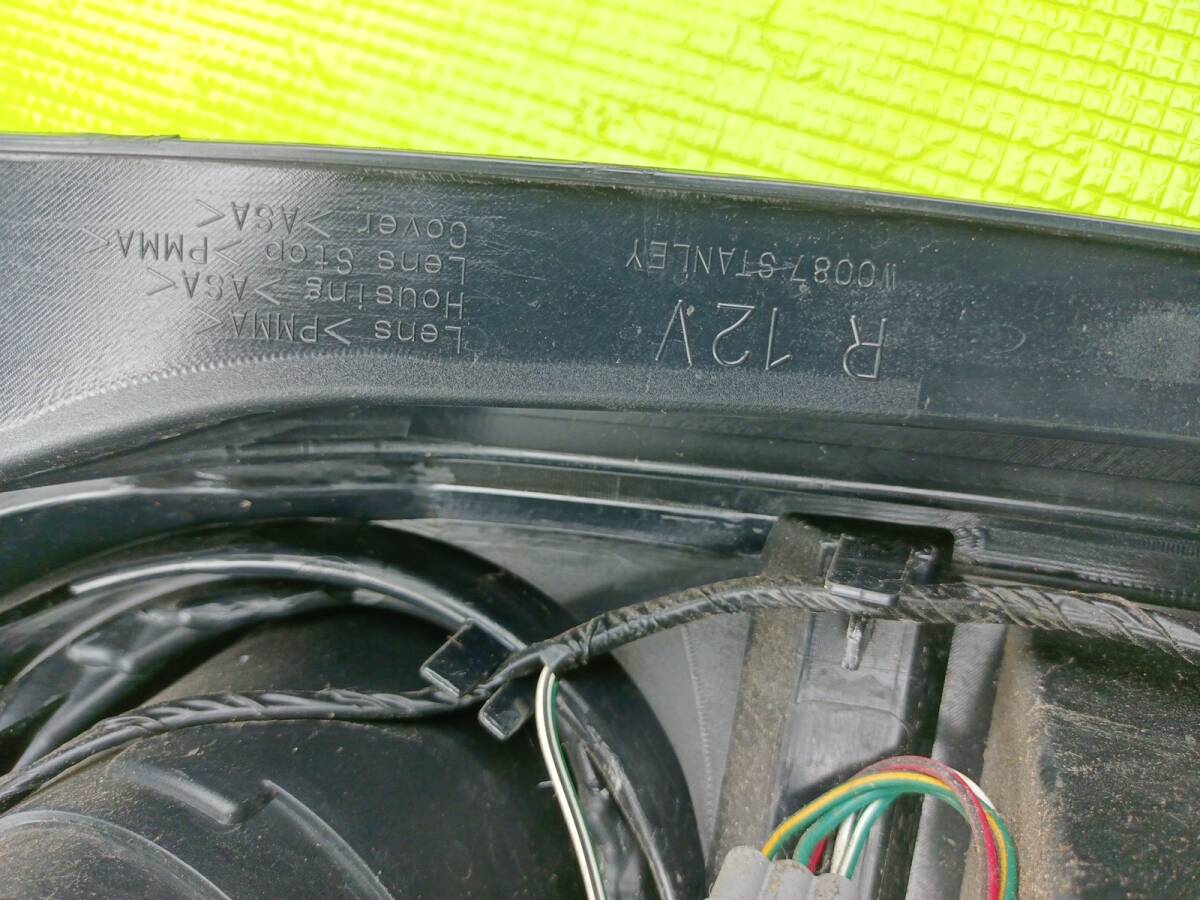 R 12V
W0087 STANLEY
Lens >PMMA<
Housing >ASA<
Lens Stop >PMMA<
Cover >ASA<